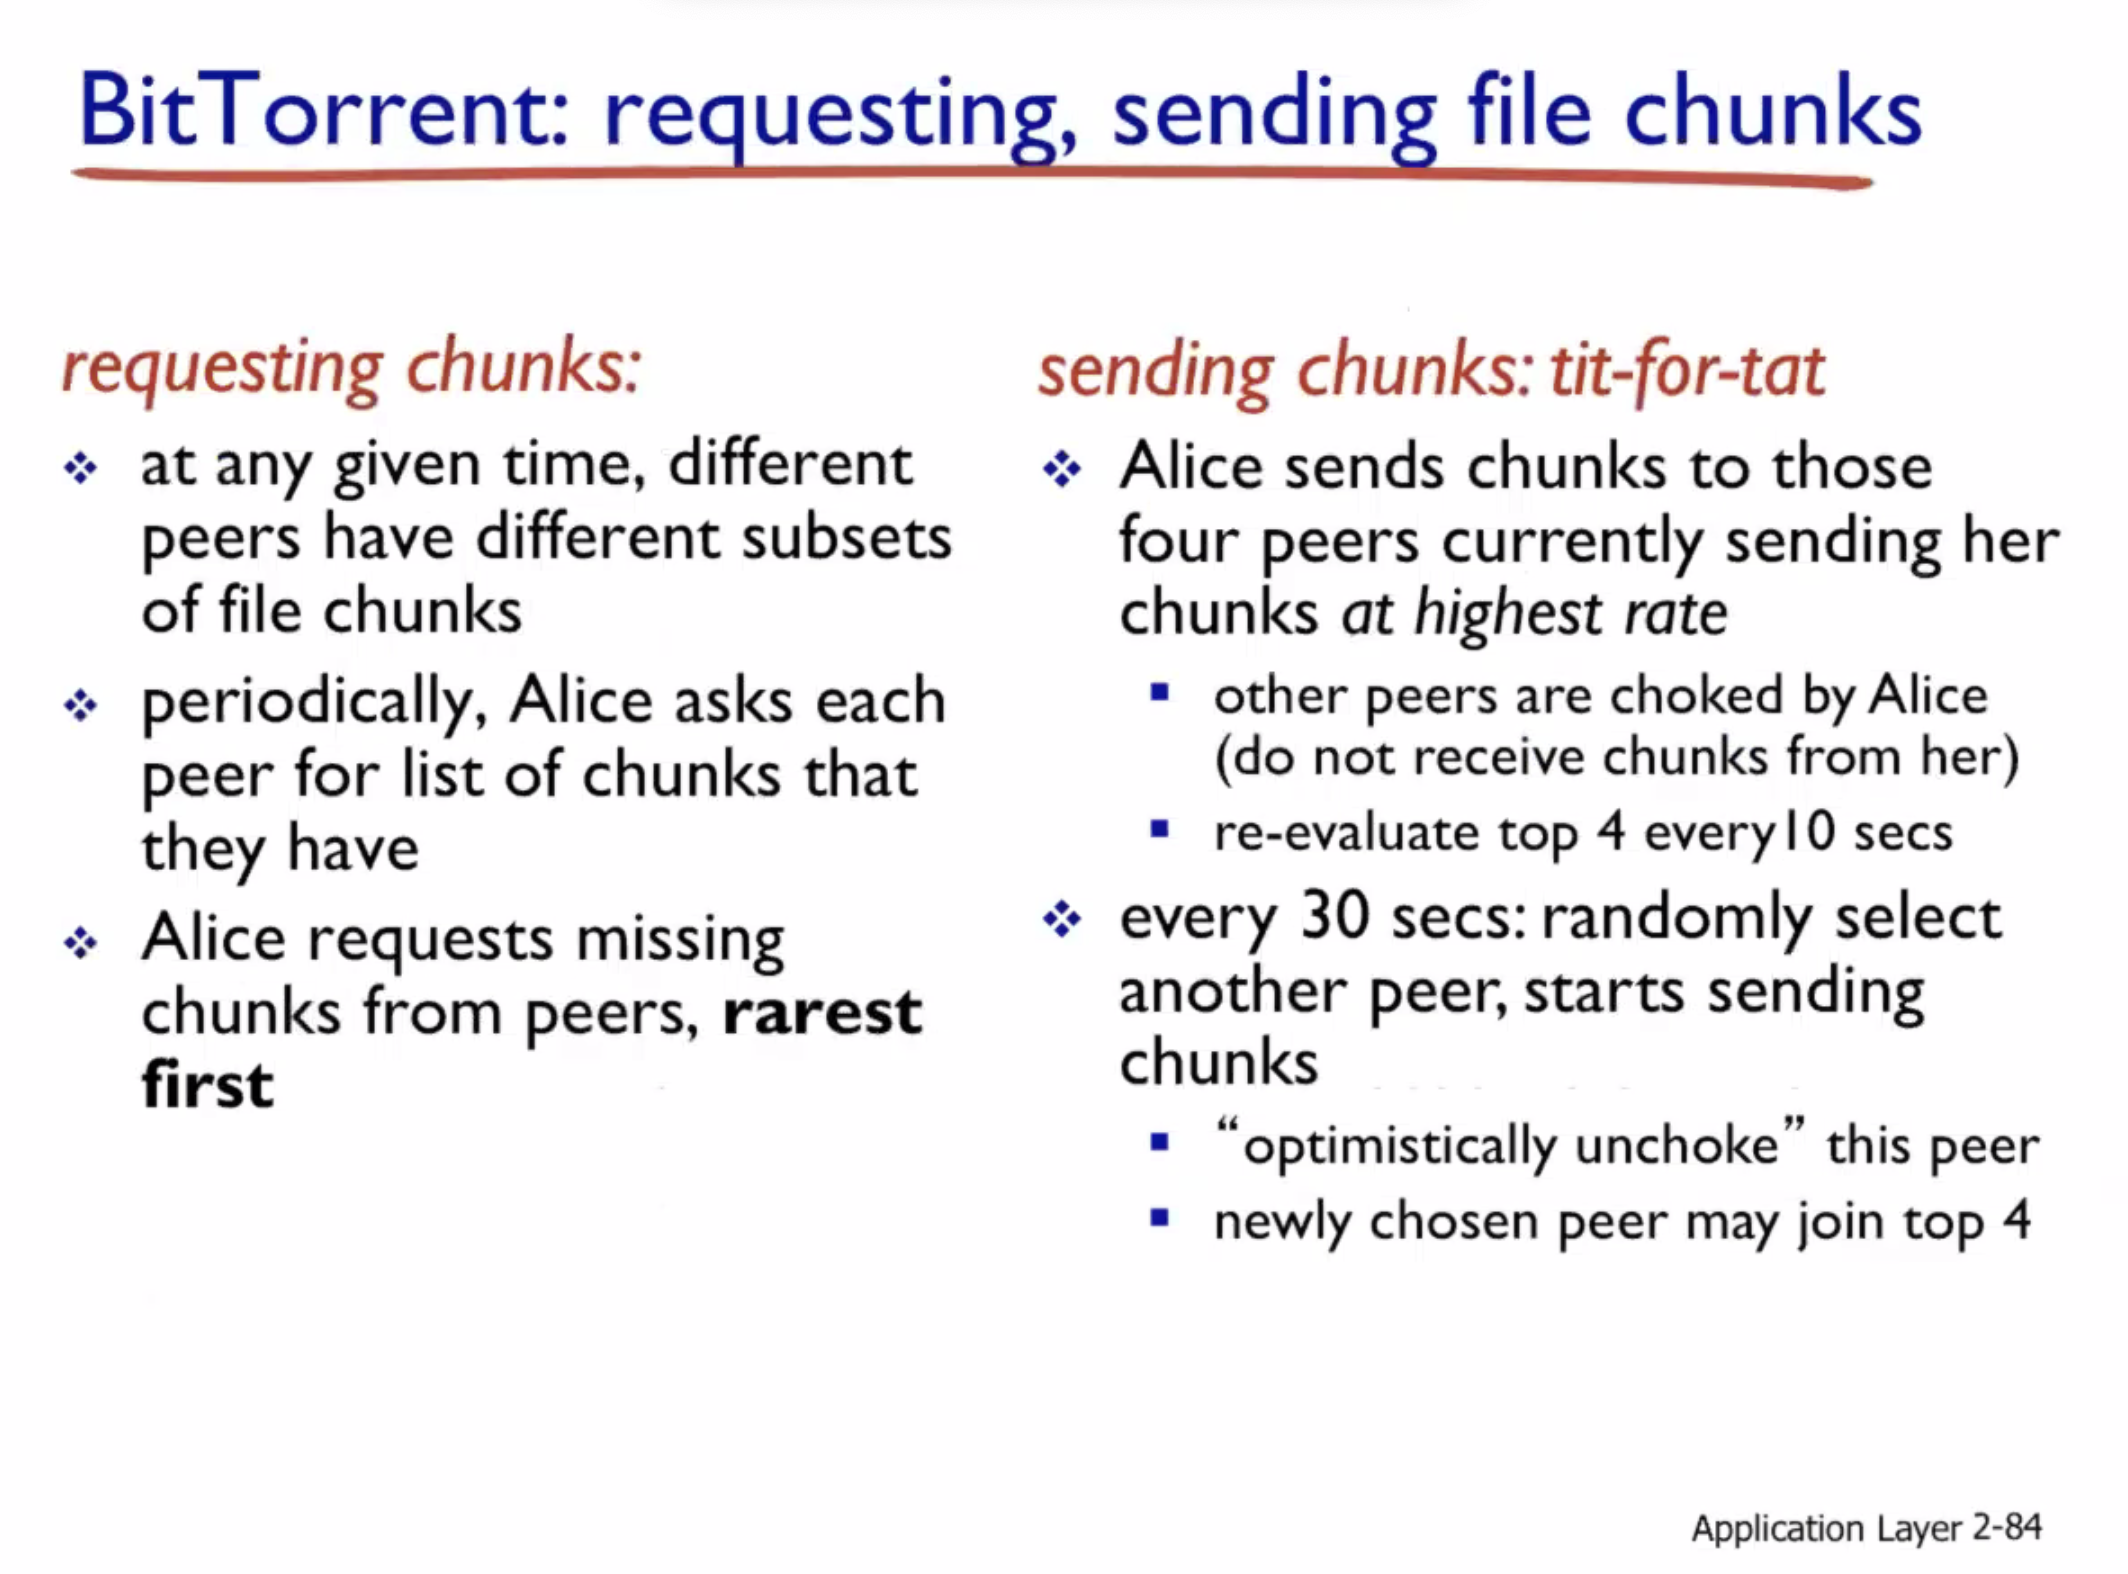 BitTorrent: requesting, sending file chunks
requesting chunks:
at any given time, different
peers have different subsets
of file chunks
periodically, Alice asks each
peer for list of chunks that
they have
Alice requests missing
chunks from peers, rarest
first
sending chunks: tit-for-tat
Alice sends chunks to those
four peers currently sending her
chunks at highest rate
other peers are choked by Alice
(do not receive chunks from her)
re-evaluate top 4 every10 secs
every 30 secs: randomly select
another peer, starts sending
chunks
“optimistically unchoke” this peer
newly chosen peer may join top 4
Application Layer 2-84